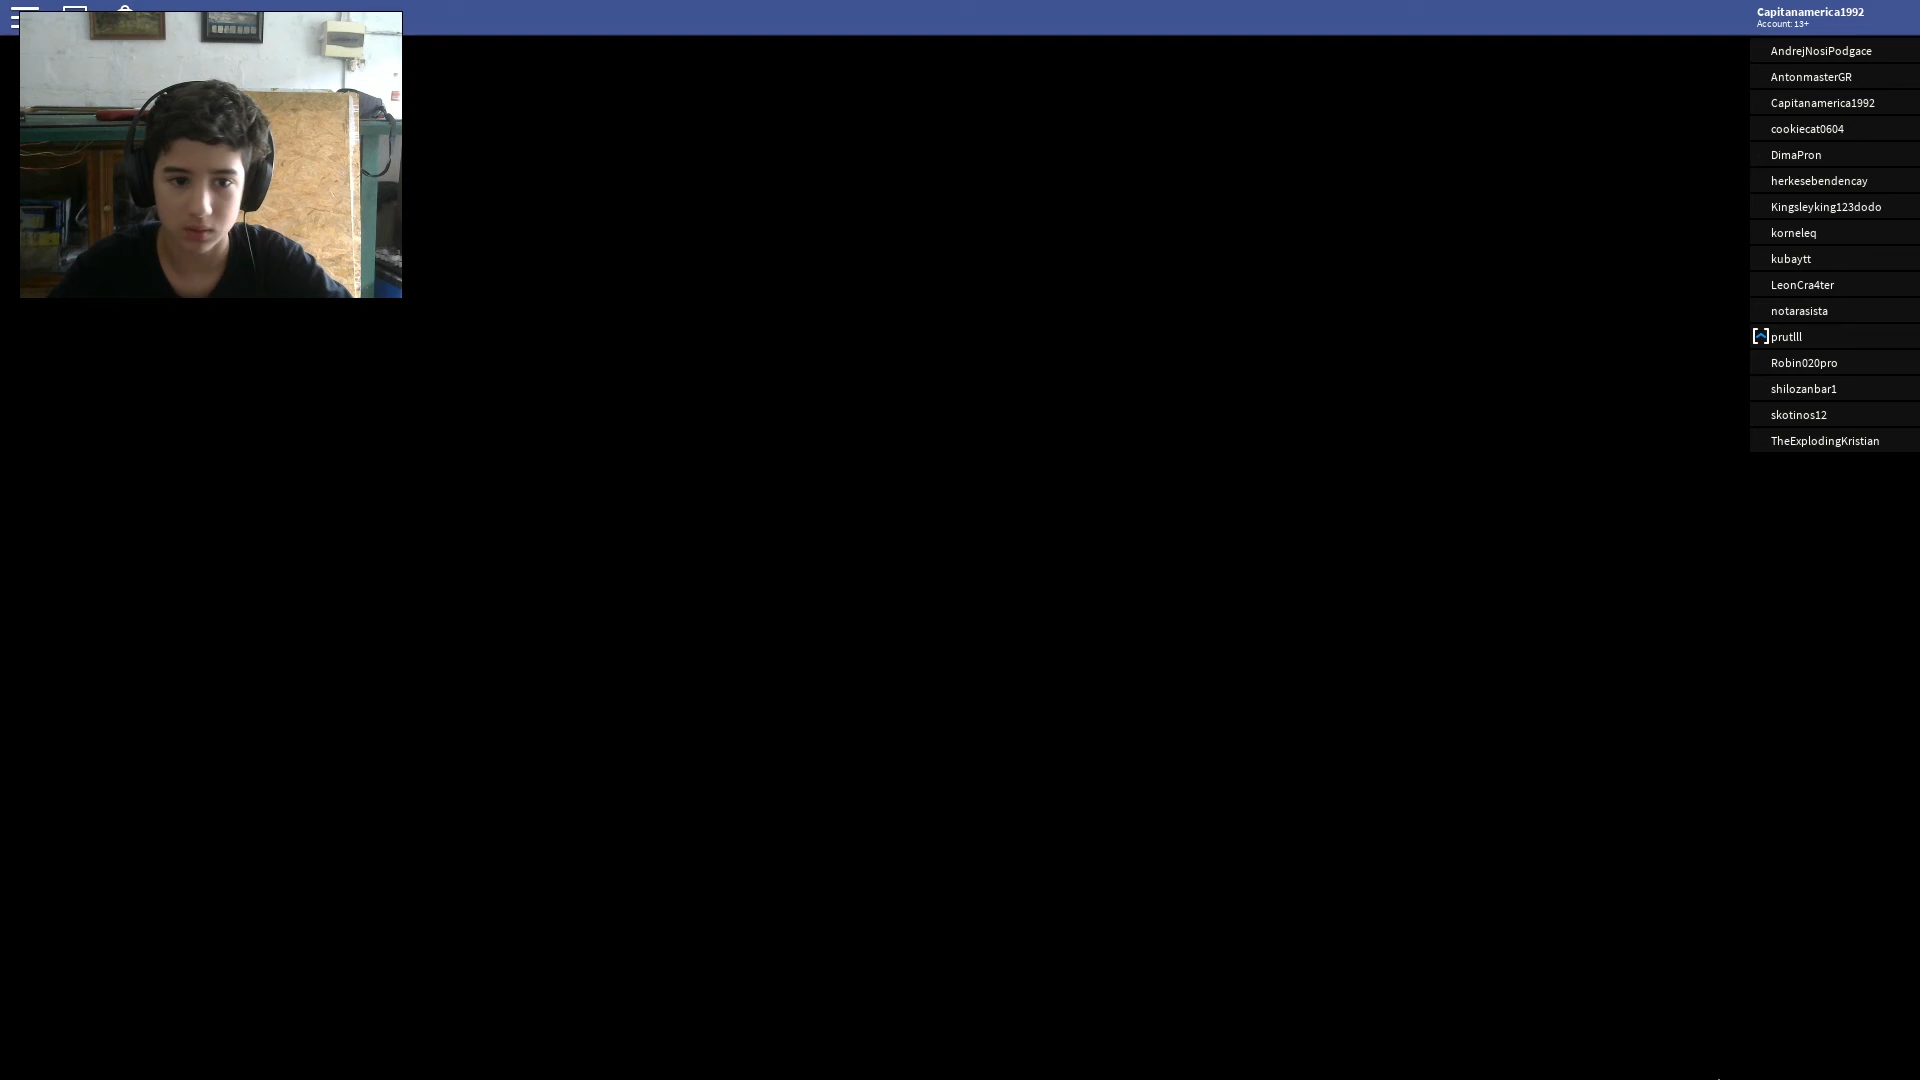 Capitanamerica1992
Account: 13+
AndrejNosiPodgace
AntonmasterGR
Capitanamerica1992
cookiecat0604
DimaPron
herkesebendencay
Kingsleyking123dodo
korneleq
kubaytt
LeonCra4ter
notarasista
prutlll
Robin020pro
shilozanbar1
skotinos12
TheExplodingKristian